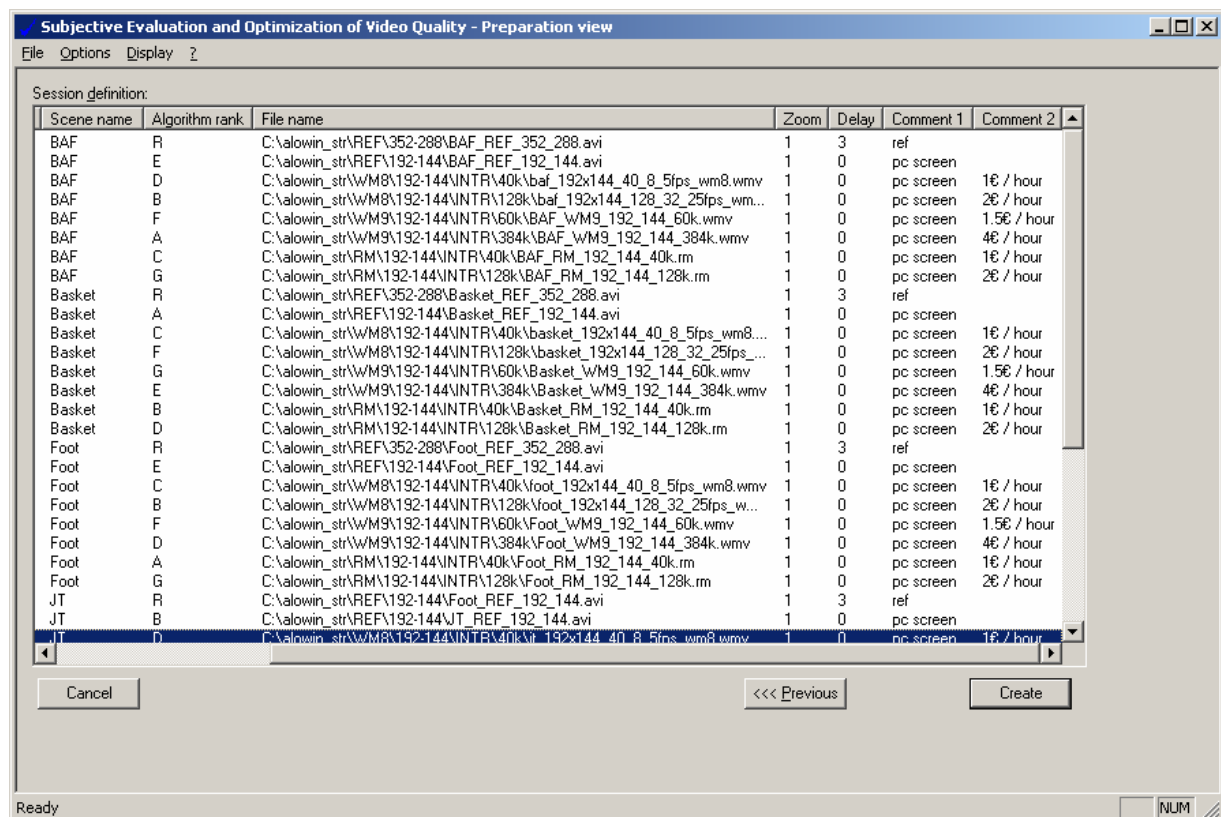 Subjective Evaluation and Optimization of Video Quality - Preparation view
File Options Display ?
Session definition:
Scene name Algorithm rank File name Zoom Delay Comment 1 Comment 2
BAF R C:\alowin_str\REF\352-288\BAF_REF_352_288.avi 1 3 ref
BAF E C:\alowin_str\REF\192-144\BAF_REF_192_144.avi 1 0 pc screen
BAF D C:\alowin_str\WM8\192-144\INTR\40k\baf_192x144_40_8_5fps_wm8.wmv 1 0 pc screen 1€ / hour
BAF B C:\alowin_str\WM8\192-144\INTR\128k\baf_192x144_128_32_25fps_wm... 1 0 pc screen 2€ / hour
BAF F C:\alowin_str\WM9\192-144\INTR\60k\BAF_WM9_192_144_60k.wmv 1 0 pc screen 1.5€ / hour
BAF A C:\alowin_str\WM9\192-144\INTR\384k\BAF_WM9_192_144_384k.wmv 1 0 pc screen 4€ / hour
BAF C C:\alowin_str\RM\192-144\INTR\40k\BAF_RM_192_144_40k.rm 1 0 pc screen 1€ / hour
BAF G C:\alowin_str\RM\192-144\INTR\128k\BAF_RM_192_144_128k.rm 1 0 pc screen 2€ / hour
Basket R C:\alowin_str\REF\352-288\Basket_REF_352_288.avi 1 3 ref
Basket A C:\alowin_str\REF\192-144\Basket_REF_192_144.avi 1 0 pc screen
Basket C C:\alowin_str\WM8\192-144\INTR\40k\basket_192x144_40_8_5fps_wm8.... 1 0 pc screen 1€ / hour
Basket F C:\alowin_str\WM8\192-144\INTR\128k\basket_192x144_128_32_25fps_... 1 0 pc screen 2€ / hour
Basket G C:\alowin_str\WM9\192-144\INTR\60k\Basket_WM9_192_144_60k.wmv 1 0 pc screen 1.5€ / hour
Basket E C:\alowin_str\WM9\192-144\INTR\384k\Basket_WM9_192_144_384k.wmv 1 0 pc screen 4€ / hour
Basket B C:\alowin_str\RM\192-144\INTR\40k\Basket_RM_192_144_40k.rm 1 0 pc screen 1€ / hour
Basket D C:\alowin_str\RM\192-144\INTR\128k\Basket_RM_192_144_128k.rm 1 0 pc screen 2€ / hour
Foot R C:\alowin_str\REF\352-288\Foot_REF_352_288.avi 1 3 ref
Foot E C:\alowin_str\REF\192-144\Foot_REF_192_144.avi 1 0 pc screen
Foot C C:\alowin_str\WM8\192-144\INTR\40k\foot_192x144_40_8_5fps_wm8.wmv 1 0 pc screen 1€ / hour
Foot B C:\alowin_str\WM8\192-144\INTR\128k\foot_192x144_128_32_25fps_w... 1 0 pc screen 2€ / hour
Foot F C:\alowin_str\WM9\192-144\INTR\60k\Foot_WM9_192_144_60k.wmv 1 0 pc screen 1.5€ / hour
Foot D C:\alowin_str\WM9\192-144\INTR\384k\Foot_WM9_192_144_384k.wmv 1 0 pc screen 4€ / hour
Foot A C:\alowin_str\RM\192-144\INTR\40k\Foot_RM_192_144_40k.rm 1 0 pc screen 1€ / hour
Foot G C:\alowin_str\RM\192-144\INTR\128k\Foot_RM_192_144_128k.rm 1 0 pc screen 2€ / hour
JT R C:\alowin_str\REF\192-144\Foot_REF_192_144.avi 1 3 ref
JT B C:\alowin_str\REF\192-144\JT_REF_192_144.avi 1 0 pc screen
JT D C:\alowin_str\WM8\192-144\INTR\40k\jt_192x144_40_8_5fps_wm8.wmv 1 0 pc screen 1€ / hour
Cancel <<< Previous Create
Ready NUM